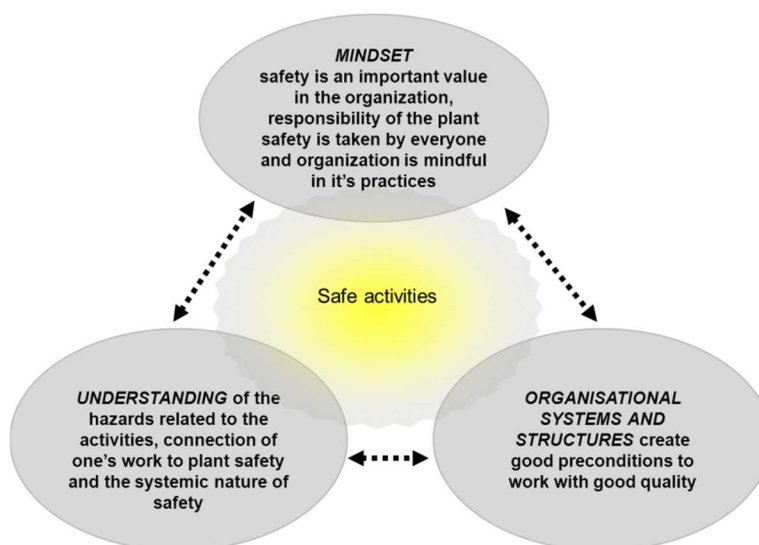 MINDSET
safety is an important value
in the organization,
responsibility of the plant
safety is taken by everyone
and organization is mindful
in it's practices
Safe activities
UNDERSTANDING of the
hazards related to the
activities, connection of
one's work to plant safety
and the systemic nature of
safety
ORGANISATIONAL
SYSTEMS AND
STRUCTURES create
good preconditions to
work with good quality